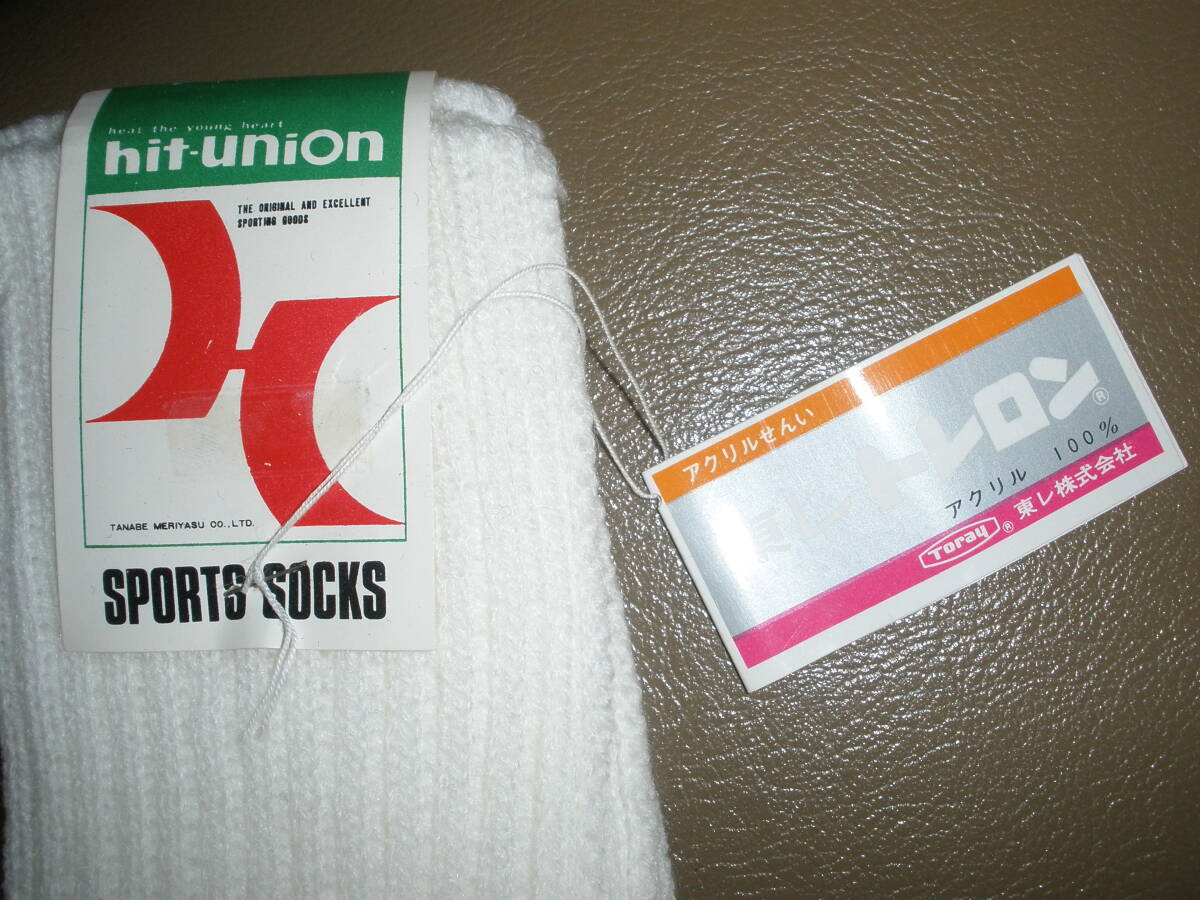 beat the young heart
hit-union
THE ORIGINAL AND EXCELLENT
SPORTING GOODS
TANABE MERIYASU CO., LTD.
SPORTS SOCKS
アクリルせんい
東レトレロン®
アクリル 100%
Toray® 東レ株式会社